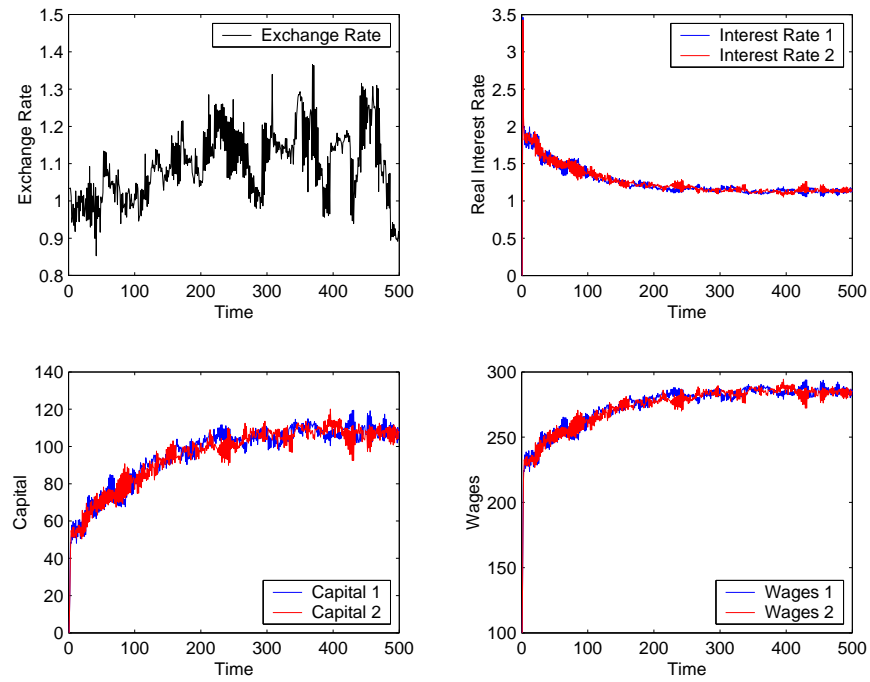 Exchange Rate
1.5
1.4
1.3
1.2
1.1
1
0.9
0.8
Exchange Rate
0 100 200 300 400 500
Time
Interest Rate 1
Interest Rate 2
3.5
3
2.5
2
1.5
1
0.5
0
Real Interest Rate
0 100 200 300 400 500
Time
140
120
100
80
60
40
20
0
Capital
Capital 1
Capital 2
0 100 200 300 400 500
Time
300
250
200
150
100
Wages
Wages 1
Wages 2
0 100 200 300 400 500
Time